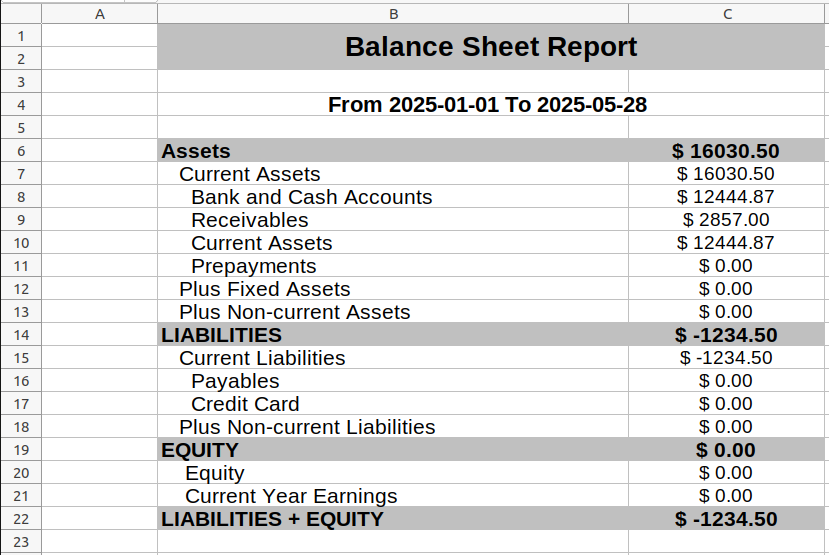 A B C
1 Balance Sheet Report
2
3
4 From 2025-01-01 To 2025-05-28
5
6 Assets $ 16030.50
7 Current Assets $ 16030.50
8 Bank and Cash Accounts $ 12444.87
9 Receivables $ 2857.00
10 Current Assets $ 12444.87
11 Prepayments $ 0.00
12 Plus Fixed Assets $ 0.00
13 Plus Non-current Assets $ 0.00
14 LIABILITIES $ -1234.50
15 Current Liabilities $ -1234.50
16 Payables $ 0.00
17 Credit Card $ 0.00
18 Plus Non-current Liabilities $ 0.00
19 EQUITY $ 0.00
20 Equity $ 0.00
21 Current Year Earnings $ 0.00
22 LIABILITIES + EQUITY $ -1234.50
23